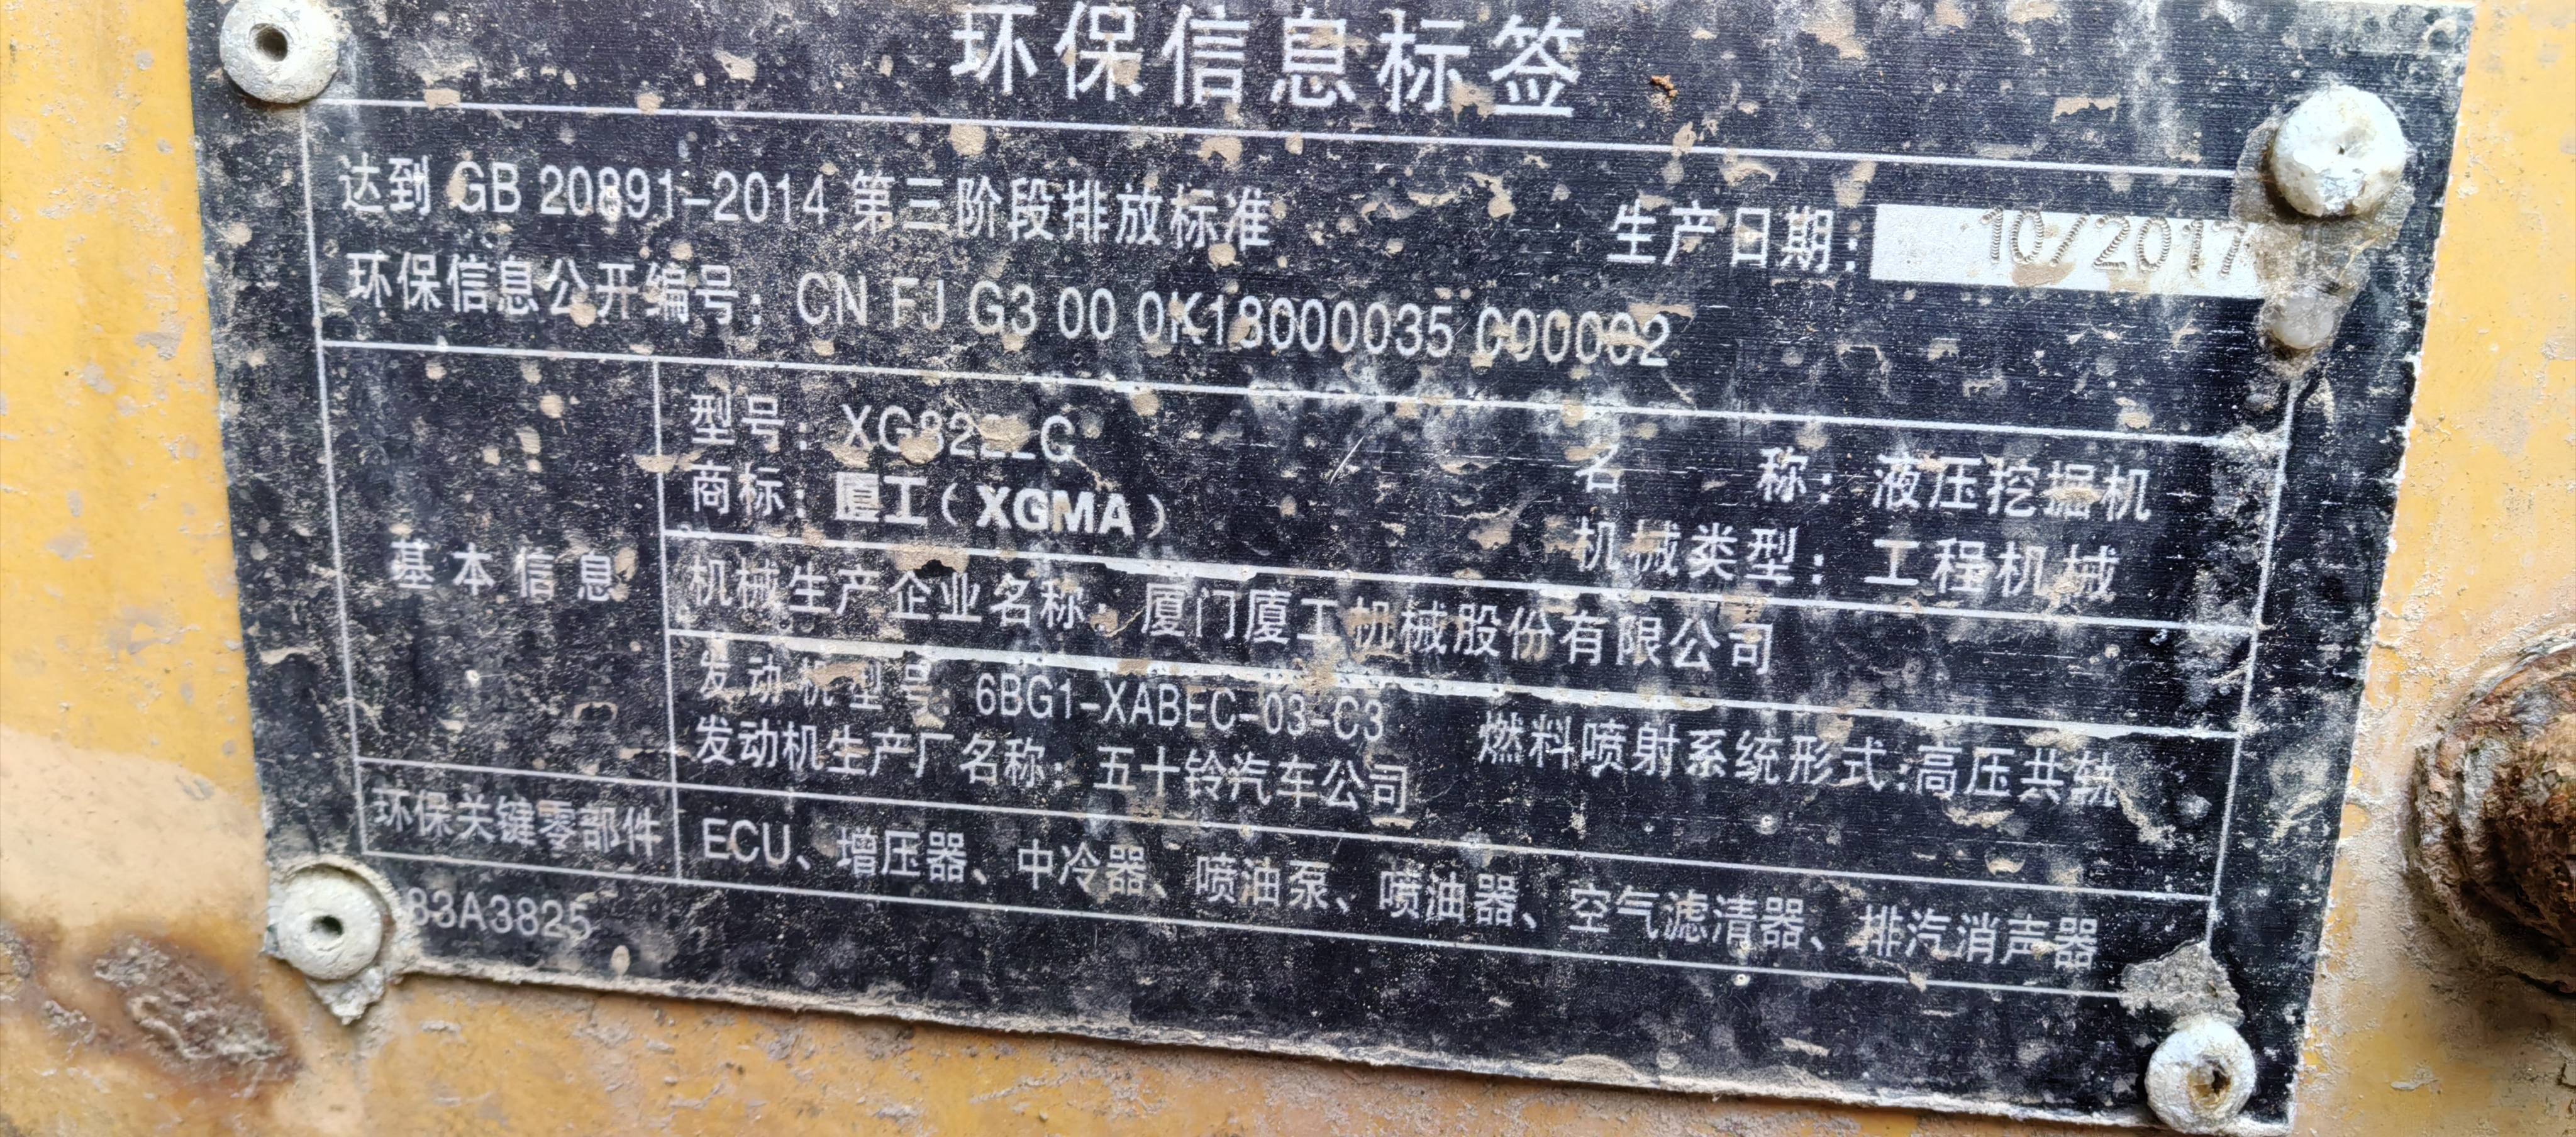 环保信息标签
达到 GB 20891-2014 第三阶段排放标准 生产日期: 10/2017
环保信息公开编号: CN FJ G3 00 0K18000035 000002
型号: 名 称: 液压挖掘机
商标: 厦工(XGMA) 机械类型: 工程机械
基本信息
机械生产企业名称: 厦门厦工机械股份有限公司
发动机型号: 6BG1-XABEC-03-C3 燃料喷射系统形式:高压共轨
发动机生产厂名称: 五十铃汽车公司
环保关键零部件 ECU、增压器、中冷器、喷油泵、喷油器、空气滤清器、排汽消声器
83A3825